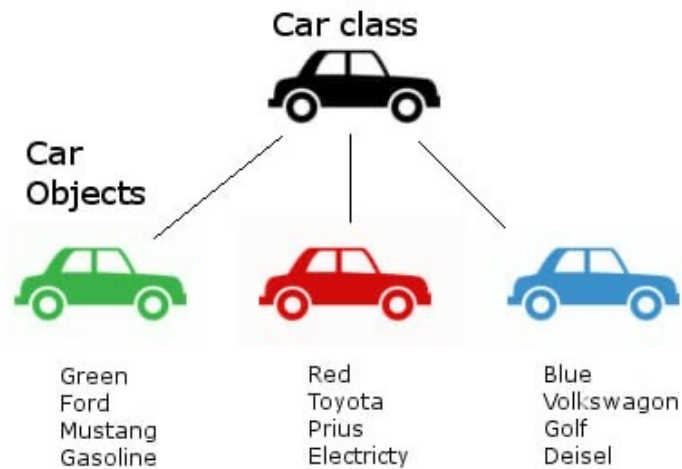 Car class
Car
Objects
Green
Ford
Mustang
Gasoline
Red
Toyota
Prius
Electricty
Blue
Volkswagon
Golf
Deisel